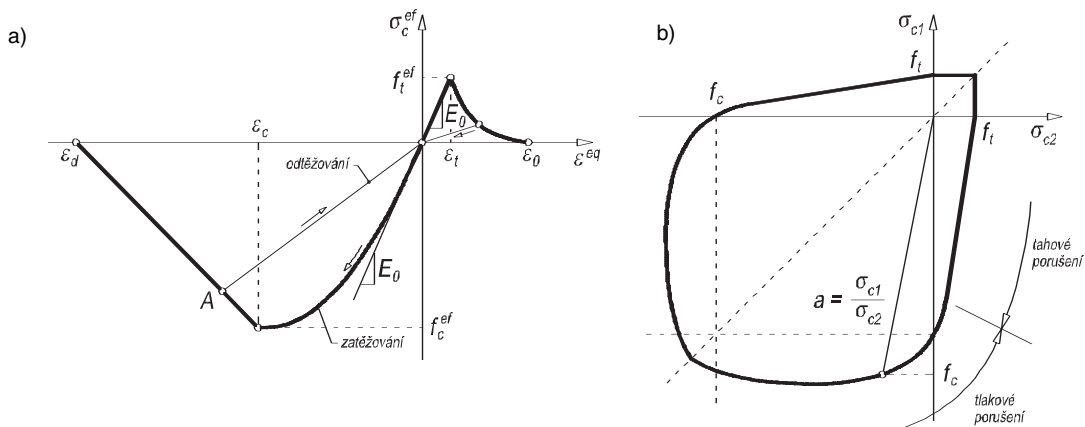 a)
σ_c^ef
f_t^ef
E_0
ε_c
ε_d
ε_t
ε_0
ε^eq
odtěžování
A
E_0
zatěžování
f_c^ef
b)
σ_c1
f_t
f_c
f_t
σ_c2
tahové
porušení
a = σ_c1 / σ_c2
f_c
tlakové
porušení